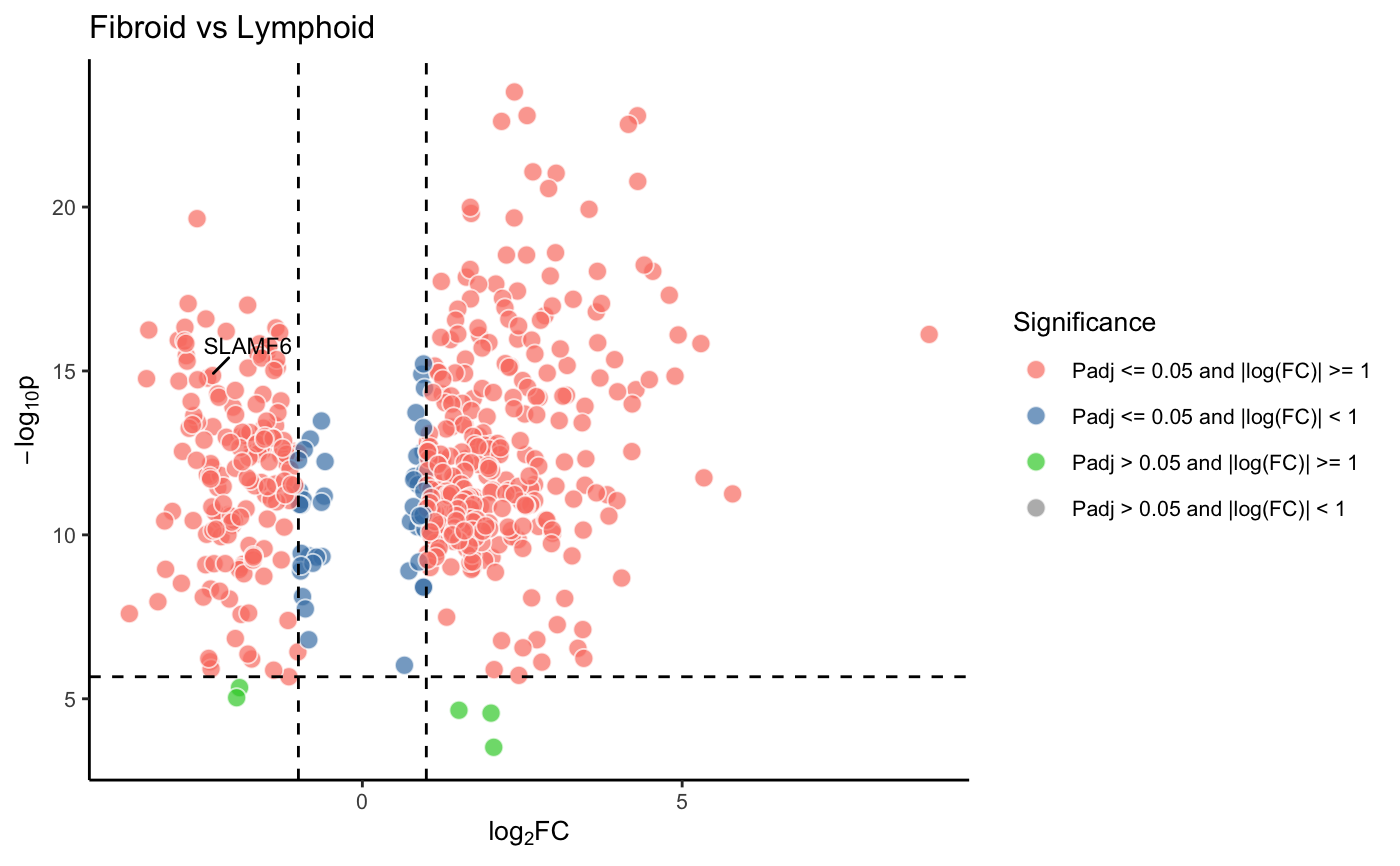 Fibroid vs Lymphoid
−log10p
20
15
10
5
SLAMF6
0
5
log2FC
Significance
Padj <= 0.05 and |log(FC)| >= 1
Padj <= 0.05 and |log(FC)| < 1
Padj > 0.05 and |log(FC)| >= 1
Padj > 0.05 and |log(FC)| < 1